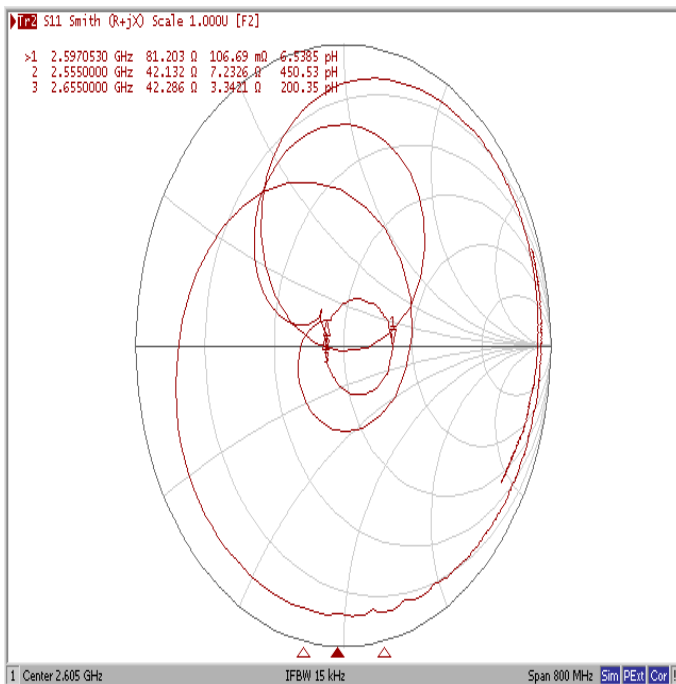 Tr2 S11 Smith (R+jX) Scale 1.000U [F2]
>1 2.5970530 GHz 81.203 Ω 106.69 mΩ 6.5385 pH
2 2.5550000 GHz 42.132 Ω 7.2326 Ω 450.53 pH
3 2.6550000 GHz 42.286 Ω 3.3421 Ω 200.35 pH
1
1 Center 2.605 GHz IFBW 15 kHz Span 800 MHz Sim PExt Cor !